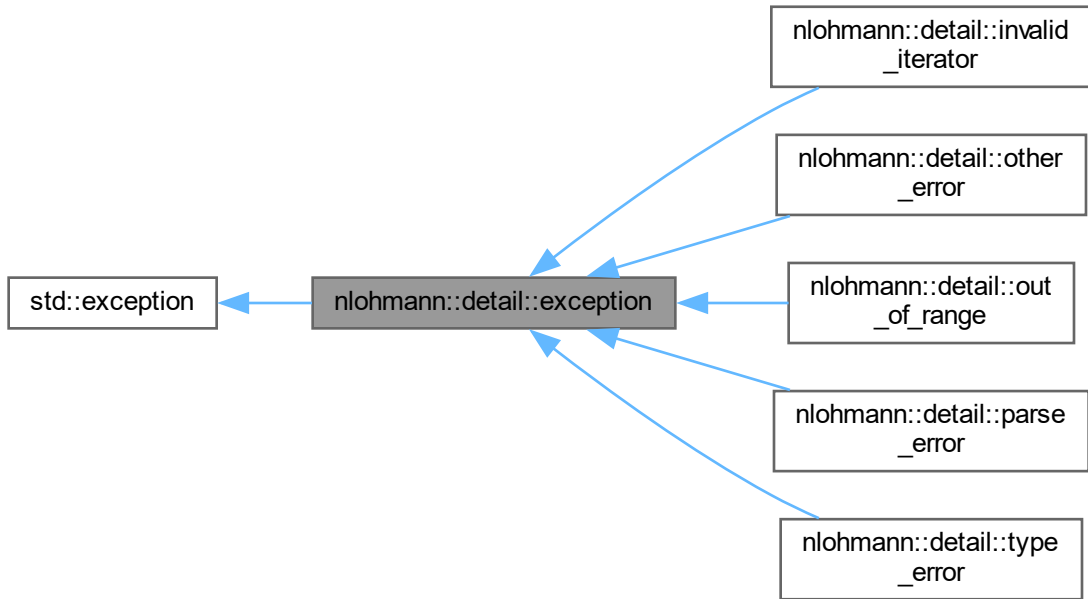 nlohmann::detail::invalid
_iterator
nlohmann::detail::other
_error
std::exception
nlohmann::detail::exception
nlohmann::detail::out
_of_range
nlohmann::detail::parse
_error
nlohmann::detail::type
_error